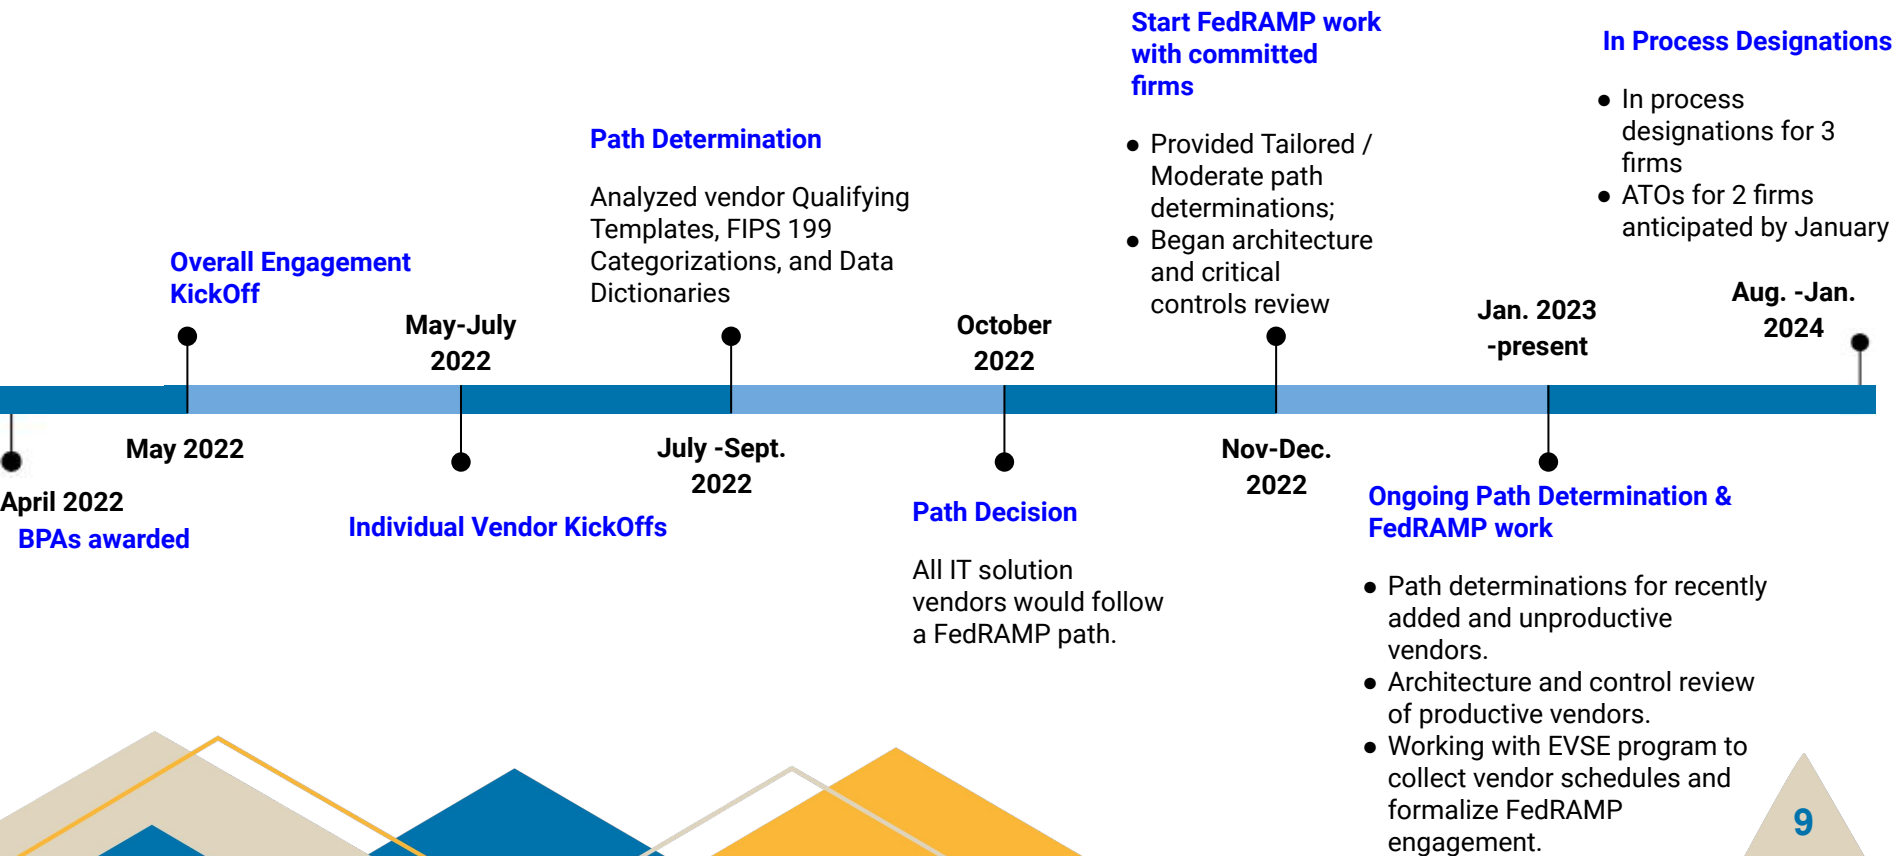 April 2022
BPAs awarded
Overall Engagement
KickOff
May 2022
May-July
2022
Individual Vendor KickOffs
Path Determination
Analyzed vendor Qualifying
Templates, FIPS 199
Categorizations, and Data
Dictionaries
July -Sept.
2022
October
2022
Path Decision
All IT solution
vendors would follow
a FedRAMP path.
Start FedRAMP work
with committed
firms
● Provided Tailored /
Moderate path
determinations;
● Began architecture
and critical
controls review
Nov-Dec.
2022
Jan. 2023
-present
Ongoing Path Determination &
FedRAMP work
● Path determinations for recently
added and unproductive
vendors.
● Architecture and control review
of productive vendors.
● Working with EVSE program to
collect vendor schedules and
formalize FedRAMP
engagement.
In Process Designations
● In process
designations for 3
firms
● ATOs for 2 firms
anticipated by January
Aug. -Jan.
2024
9